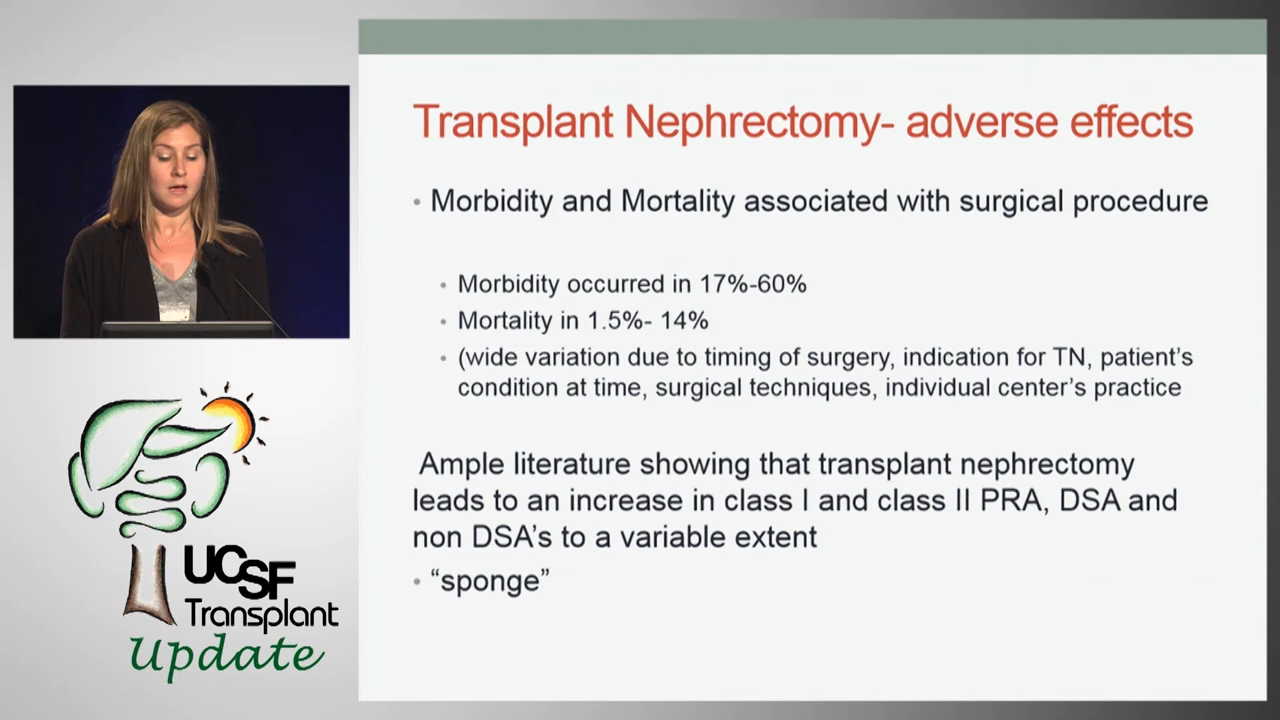 Transplant Nephrectomy- adverse effects
• Morbidity and Mortality associated with surgical procedure
• Morbidity occurred in 17%-60%
• Mortality in 1.5%- 14%
• (wide variation due to timing of surgery, indication for TN, patient's
condition at time, surgical techniques, individual center's practice
Ample literature showing that transplant nephrectomy
leads to an increase in class I and class II PRA, DSA and
non DSA's to a variable extent
• “sponge”
UCSF
Transplant
Update